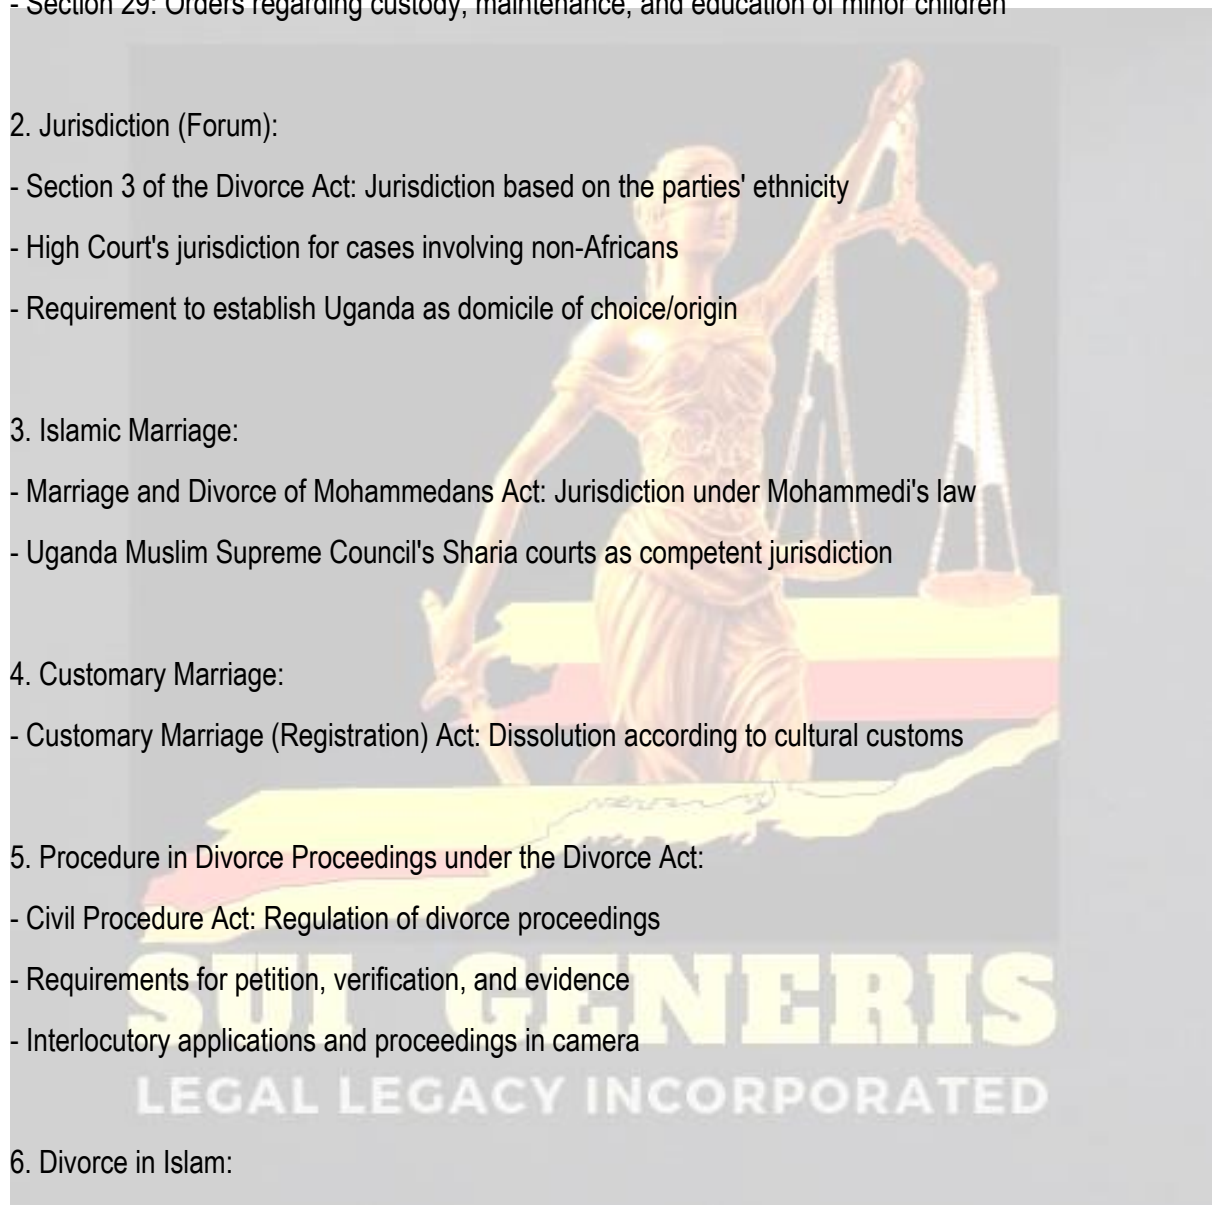 - Section 29: Orders regarding custody, maintenance, and education of minor children
2. Jurisdiction (Forum):
- Section 3 of the Divorce Act: Jurisdiction based on the parties' ethnicity
- High Court's jurisdiction for cases involving non-Africans
- Requirement to establish Uganda as domicile of choice/origin
3. Islamic Marriage:
- Marriage and Divorce of Mohammedans Act: Jurisdiction under Mohammedi's law
- Uganda Muslim Supreme Council's Sharia courts as competent jurisdiction
4. Customary Marriage:
- Customary Marriage (Registration) Act: Dissolution according to cultural customs
5. Procedure in Divorce Proceedings under the Divorce Act:
- Civil Procedure Act: Regulation of divorce proceedings
- Requirements for petition, verification, and evidence
- Interlocutory applications and proceedings in camera
SUI GENERIS
LEGAL LEGACY INCORPORATED
6. Divorce in Islam: